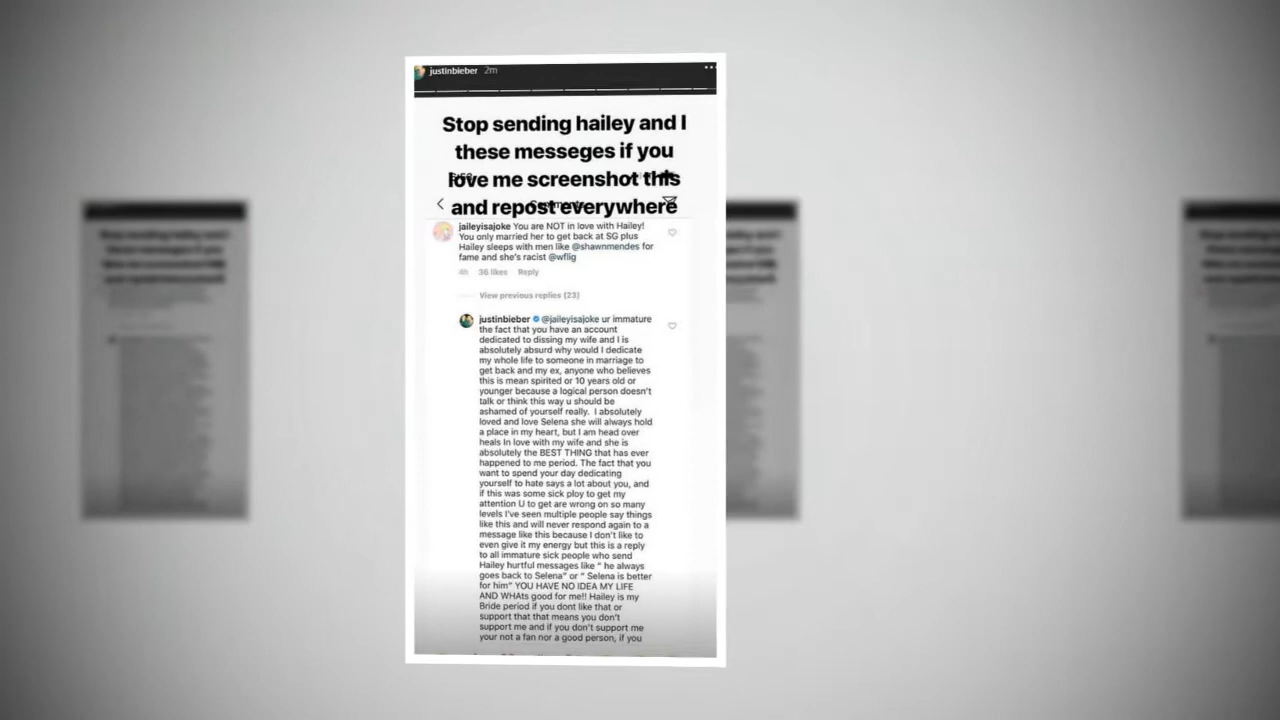 justinbieber 2m
Stop sending hailey and I
these messeges if you
love me screenshot this
and repost everywhere
jaileyisajoke You are NOT in love with Hailey!
You only married her to get back at SG plus
Hailey sleeps with men like @shawnmendes for
fame and she's racist @wflig
4h 36 likes Reply
View previous replies (23)
justinbieber @jaileyisajoke ur immature
the fact that you have an account
dedicated to dissing my wife and I is
absolutely absurd why would I dedicate
my whole life to someone in marriage to
get back and my ex, anyone who believes
this is mean spirited or 10 years old or
younger because a logical person doesn't
talk or think this way u should be
ashamed of yourself really. I absolutely
loved and love Selena she will always hold
a place in my heart, but I am head over
heals In love with my wife and she is
absolutely the BEST THING that has ever
happened to me period. The fact that you
want to spend your day dedicating
yourself to hate says a lot about you, and
if this was some sick ploy to get my
attention U to get are wrong on so many
levels I've seen multiple people say things
like this and will never respond again to a
message like this because I don't like to
even give it my energy but this is a reply
to all immature sick people who send
Hailey hurtful messages like " he always
goes back to Selena" or " Selena is better
for him" YOU HAVE NO IDEA MY LIFE
AND WHAts good for me!! Hailey is my
Bride period if you dont like that or
support that that means you don't
support me and if you don't support me
your not a fan nor a good person, if you